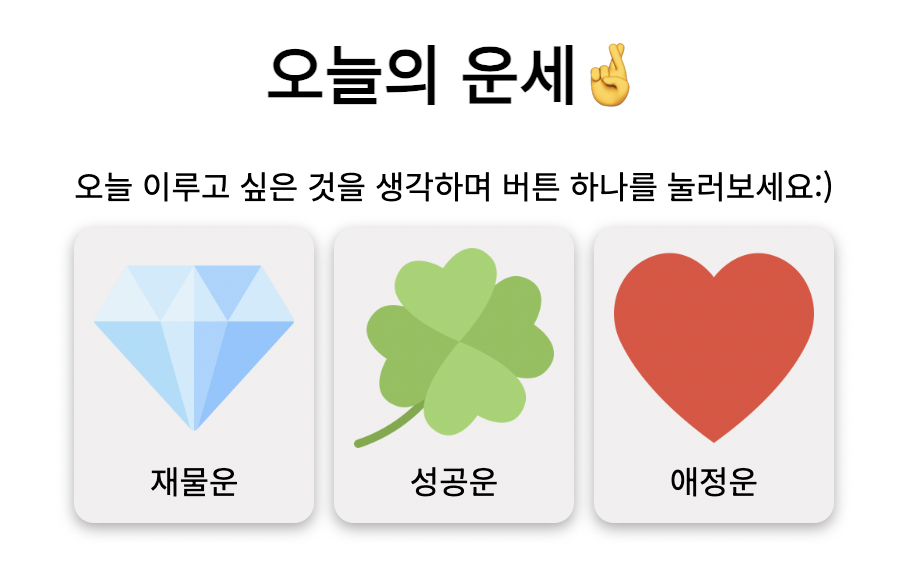 오늘의 운세🤞
오늘 이루고 싶은 것을 생각하며 버튼 하나를 눌러보세요:)
재물운
성공운
애정운